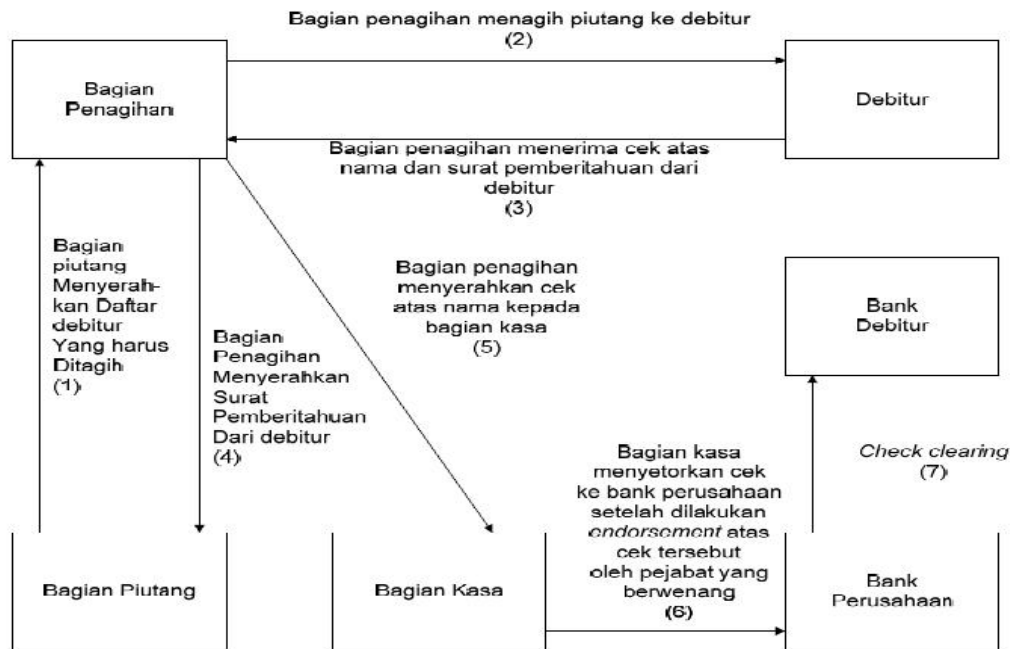 Bagian penagihan menagih piutang ke debitur
(2)
Bagian
Penagihan
Debitur
Bagian penagihan menerima cek atas
nama dan surat pemberitahuan dari
debitur
(3)
Bagian
piutang
Menyerah-
kan Daftar
debitur
Yang harus
Ditagih
(1)
Bagian
Penagihan
Menyerahkan
Surat
Pemberitahuan
Dari debitur
(4)
Bagian penagihan
menyerahkan cek
atas nama kepada
bagian kasa
(5)
Bank
Debitur
Bagian kasa
menyetorkan cek
ke bank perusahaan
setelah dilakukan
endorsement atas
cek tersebut
oleh pejabat yang
berwenang
(6)
Check clearing
(7)
Bagian Piutang
Bagian Kasa
Bank
Perusahaan